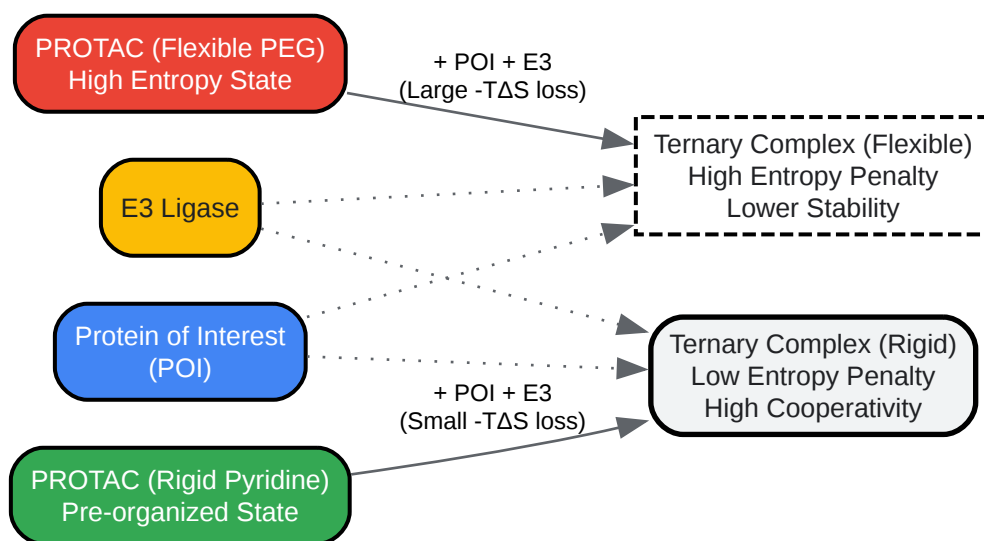 PROTAC (Flexible PEG)
High Entropy State
+ POI + E3
(Large -TΔS loss)
Ternary Complex (Flexible)
High Entropy Penalty
Lower Stability
E3 Ligase
Protein of Interest
(POI)
Ternary Complex (Rigid)
Low Entropy Penalty
High Cooperativity
+ POI + E3
(Small -TΔS loss)
PROTAC (Rigid Pyridine)
Pre-organized State